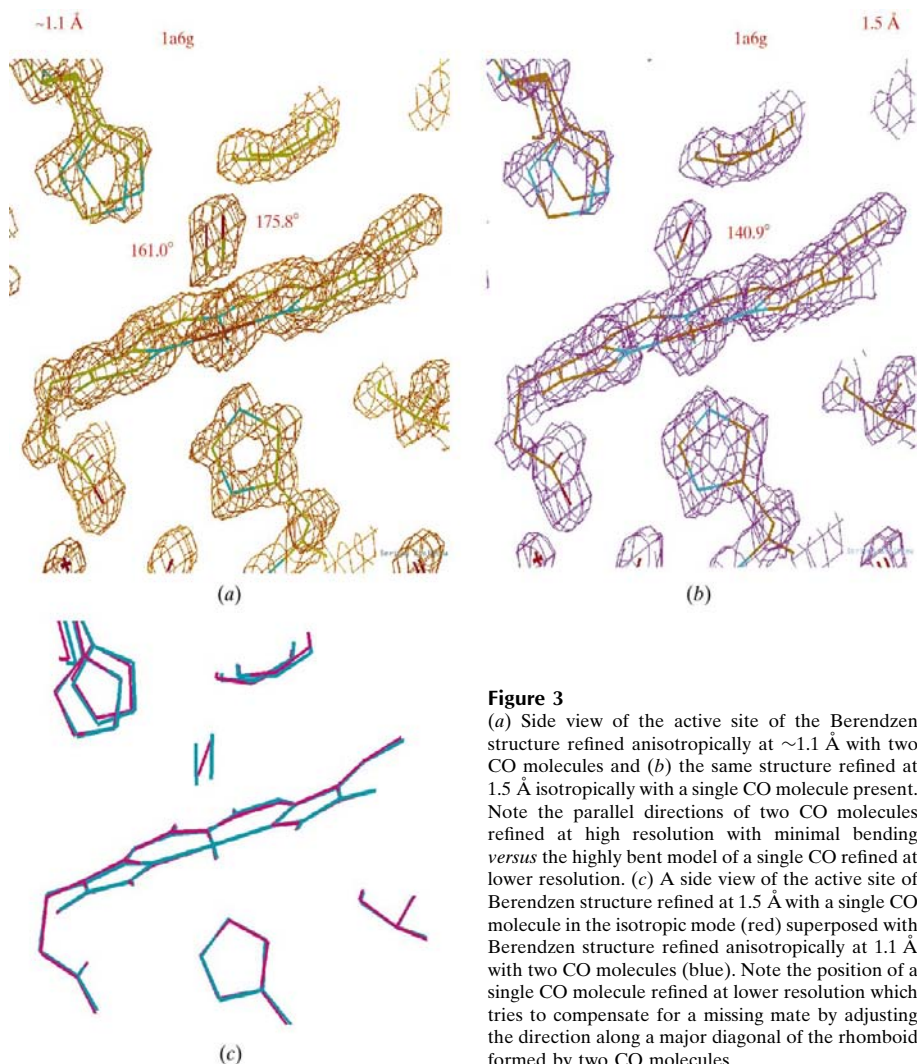 ~1.1 Å
1a6g
1a6g
1.5 Å
161.0°
175.8°
140.9°
(a)
(b)
(c)
Figure 3
(a) Side view of the active site of the Berendzen
structure refined anisotropically at ~1.1 Å with two
CO molecules and (b) the same structure refined at
1.5 Å isotropically with a single CO molecule present.
Note the parallel directions of two CO molecules
refined at high resolution with minimal bending
versus the highly bent model of a single CO refined at
lower resolution. (c) A side view of the active site of
Berendzen structure refined at 1.5 Å with a single CO
molecule in the isotropic mode (red) superposed with
Berendzen structure refined anisotropically at 1.1 Å
with two CO molecules (blue). Note the position of a
single CO molecule refined at lower resolution which
tries to compensate for a missing mate by adjusting
the direction along a major diagonal of the rhomboid
formed by two CO molecules.